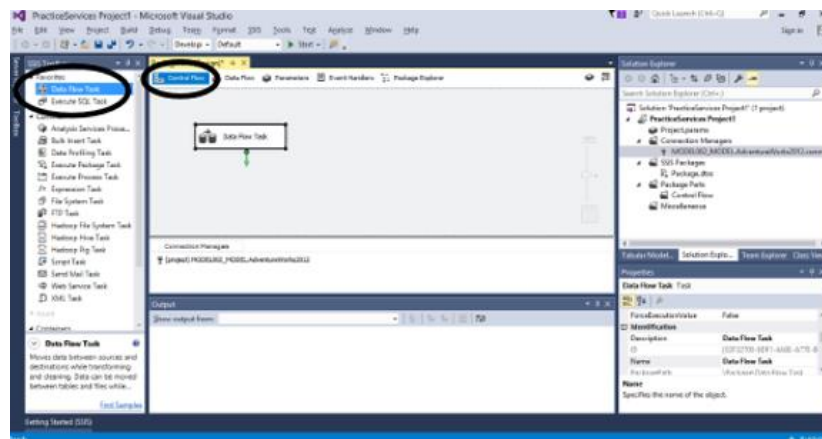 PracticeServices Project1 - Microsoft Visual Studio
Quick Launch (Ctrl+Q)
Edit View Project Build Debug Team Format SSIS Tools Test Analyze Window Help
Sign in
Develop - Default
Start
SSIS Toolbox
Favorites
Data Flow Task
Execute SQL Task
Analysis Services Proce...
Bulk Insert Task
Data Profiling Task
Execute Package Task
Execute Process Task
Expression Task
File System Task
FTP Task
Hadoop File System Task
Hadoop Hive Task
Hadoop Pig Task
Script Task
Send Mail Task
Web Service Task
XML Task
Containers
Data Flow Task
Moves data between sources and
destinations while transforming
and cleaning. Data can be moved
between tables and files while...
Find Samples
Getting Started (SSIS)
Control Flow
Data Flow
Parameters
Event Handlers
Package Explorer
Data Flow Task
Connection Managers
Output
Show output from:
Solution Explorer
Search Solution Explorer (Ctrl+;)
Solution 'PracticeServices Project1' (1 project)
PracticeServices Project1
Project.params
Connection Managers
SSIS Packages
Package.dtsx
Package Parts
Control Flow
Miscellaneous
Tabular Model...
Solution Explo...
Team Explorer
Class View
Properties
Data Flow Task Task
ForceExecutionValue
False
Identification
Description
Data Flow Task
ID
Name
Data Flow Task
PackagePath
\Package\Data Flow Task
Name
Specifies the name of the object.